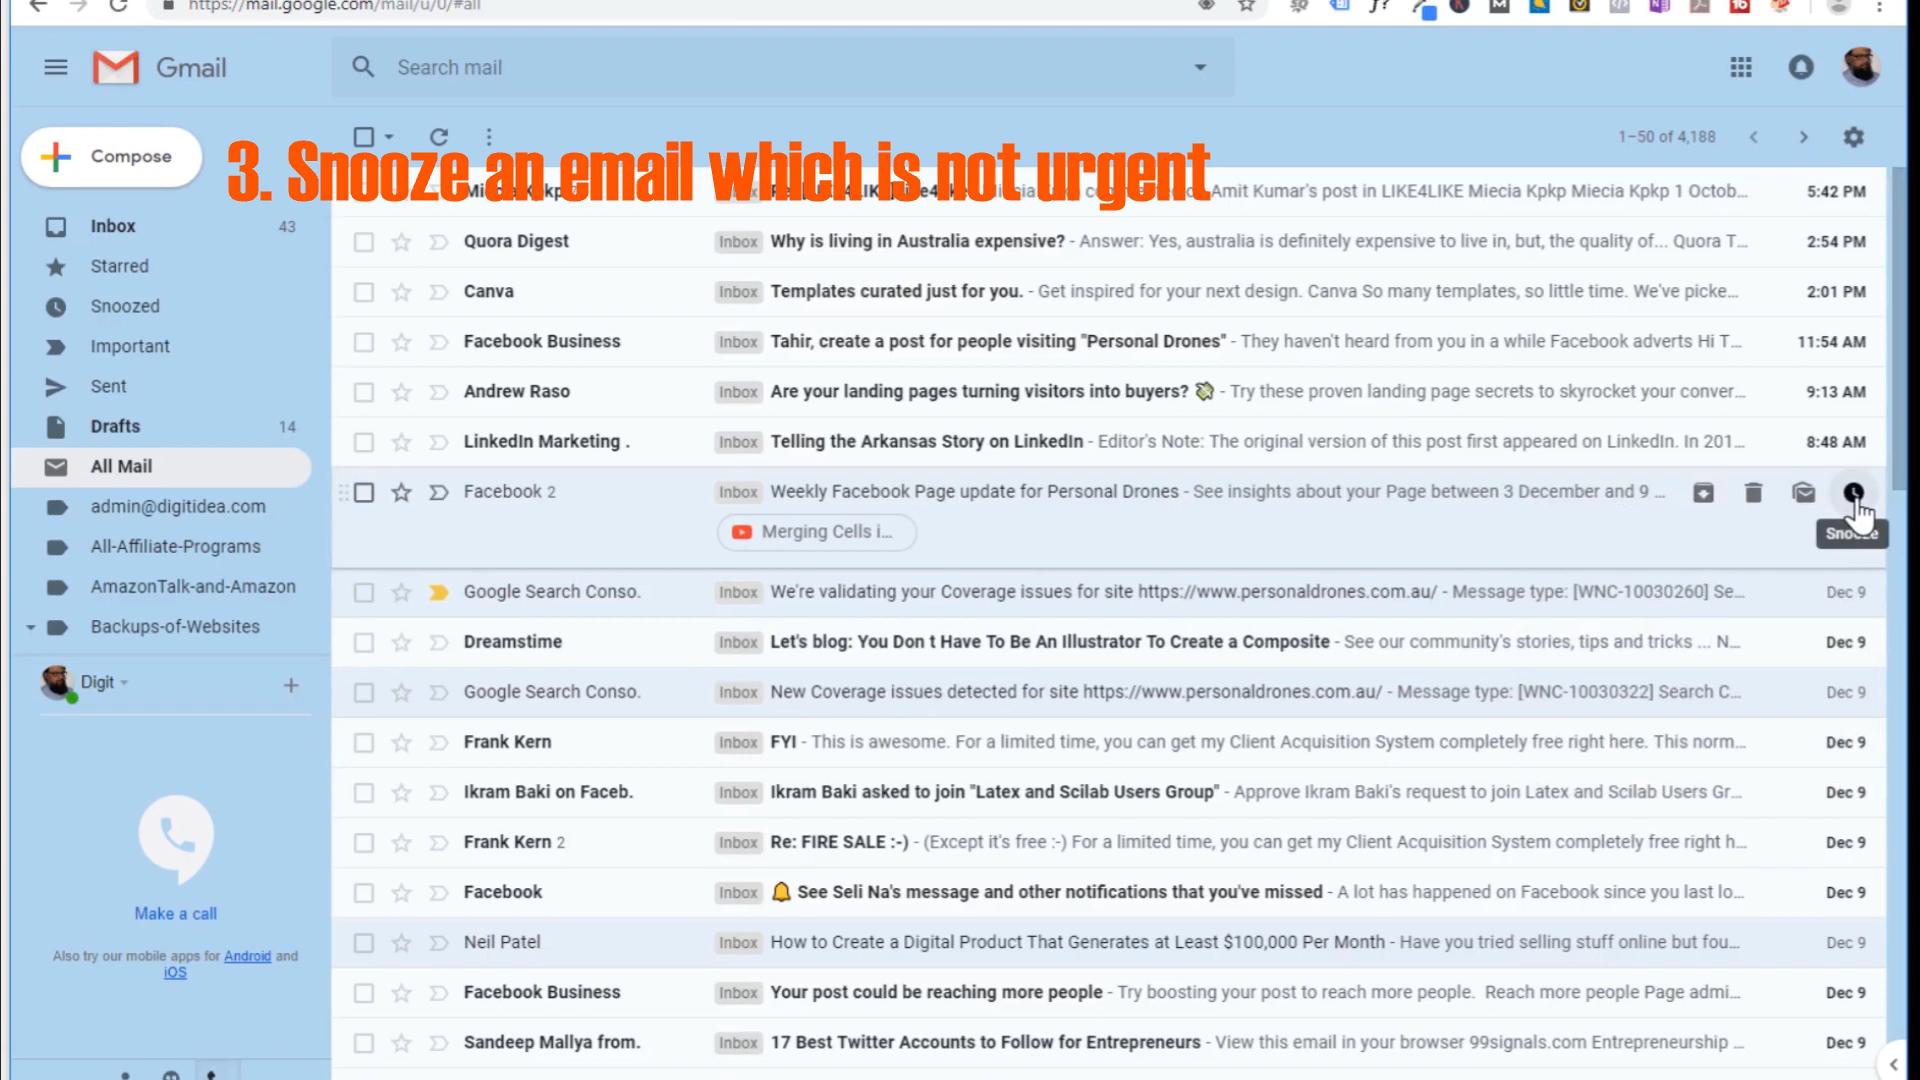 https://mail.google.com/mail/u/0/#all
Gmail
Search mail
Compose
1–50 of 4,188
3. Snooze an email which is not urgent
Inbox 43
Starred
Snoozed
Important
Sent
Drafts 14
All Mail
admin@digitidea.com
All-Affiliate-Programs
AmazonTalk-and-Amazon
Backups-of-Websites
Digit
Make a call
Also try our mobile apps for Android and
iOS
Amit Kumar's post in LIKE4LIKE Miecia Kpkp Miecia Kpkp 1 Octob... 5:42 PM
Quora Digest Inbox Why is living in Australia expensive? - Answer: Yes, australia is definitely expensive to live in, but, the quality of... Quora T... 2:54 PM
Canva Inbox Templates curated just for you. - Get inspired for your next design. Canva So many templates, so little time. We've picke... 2:01 PM
Facebook Business Inbox Tahir, create a post for people visiting "Personal Drones" - They haven't heard from you in a while Facebook adverts Hi T... 11:54 AM
Andrew Raso Inbox Are your landing pages turning visitors into buyers? - Try these proven landing page secrets to skyrocket your conver... 9:13 AM
LinkedIn Marketing . Inbox Telling the Arkansas Story on LinkedIn - Editor's Note: The original version of this post first appeared on LinkedIn. In 201... 8:48 AM
Facebook 2 Inbox Weekly Facebook Page update for Personal Drones - See insights about your Page between 3 December and 9 ...
Merging Cells i...
Google Search Conso. Inbox We're validating your Coverage issues for site https://www.personaldrones.com.au/ - Message type: [WNC-10030260] Se... Dec 9
Dreamstime Inbox Let's blog: You Don t Have To Be An Illustrator To Create a Composite - See our community's stories, tips and tricks ... N... Dec 9
Google Search Conso. Inbox New Coverage issues detected for site https://www.personaldrones.com.au/ - Message type: [WNC-10030322] Search C... Dec 9
Frank Kern Inbox FYI - This is awesome. For a limited time, you can get my Client Acquisition System completely free right here. This norm... Dec 9
Ikram Baki on Faceb. Inbox Ikram Baki asked to join "Latex and Scilab Users Group" - Approve Ikram Baki's request to join Latex and Scilab Users Gr... Dec 9
Frank Kern 2 Inbox Re: FIRE SALE :-) - (Except it's free :-) For a limited time, you can get my Client Acquisition System completely free right h... Dec 9
Facebook Inbox See Seli Na's message and other notifications that you've missed - A lot has happened on Facebook since you last lo... Dec 9
Neil Patel Inbox How to Create a Digital Product That Generates at Least $100,000 Per Month - Have you tried selling stuff online but fou... Dec 9
Facebook Business Inbox Your post could be reaching more people - Try boosting your post to reach more people. Reach more people Page admi... Dec 9
Sandeep Mallya from. Inbox 17 Best Twitter Accounts to Follow for Entrepreneurs - View this email in your browser 99signals.com Entrepreneurship ... Dec 9